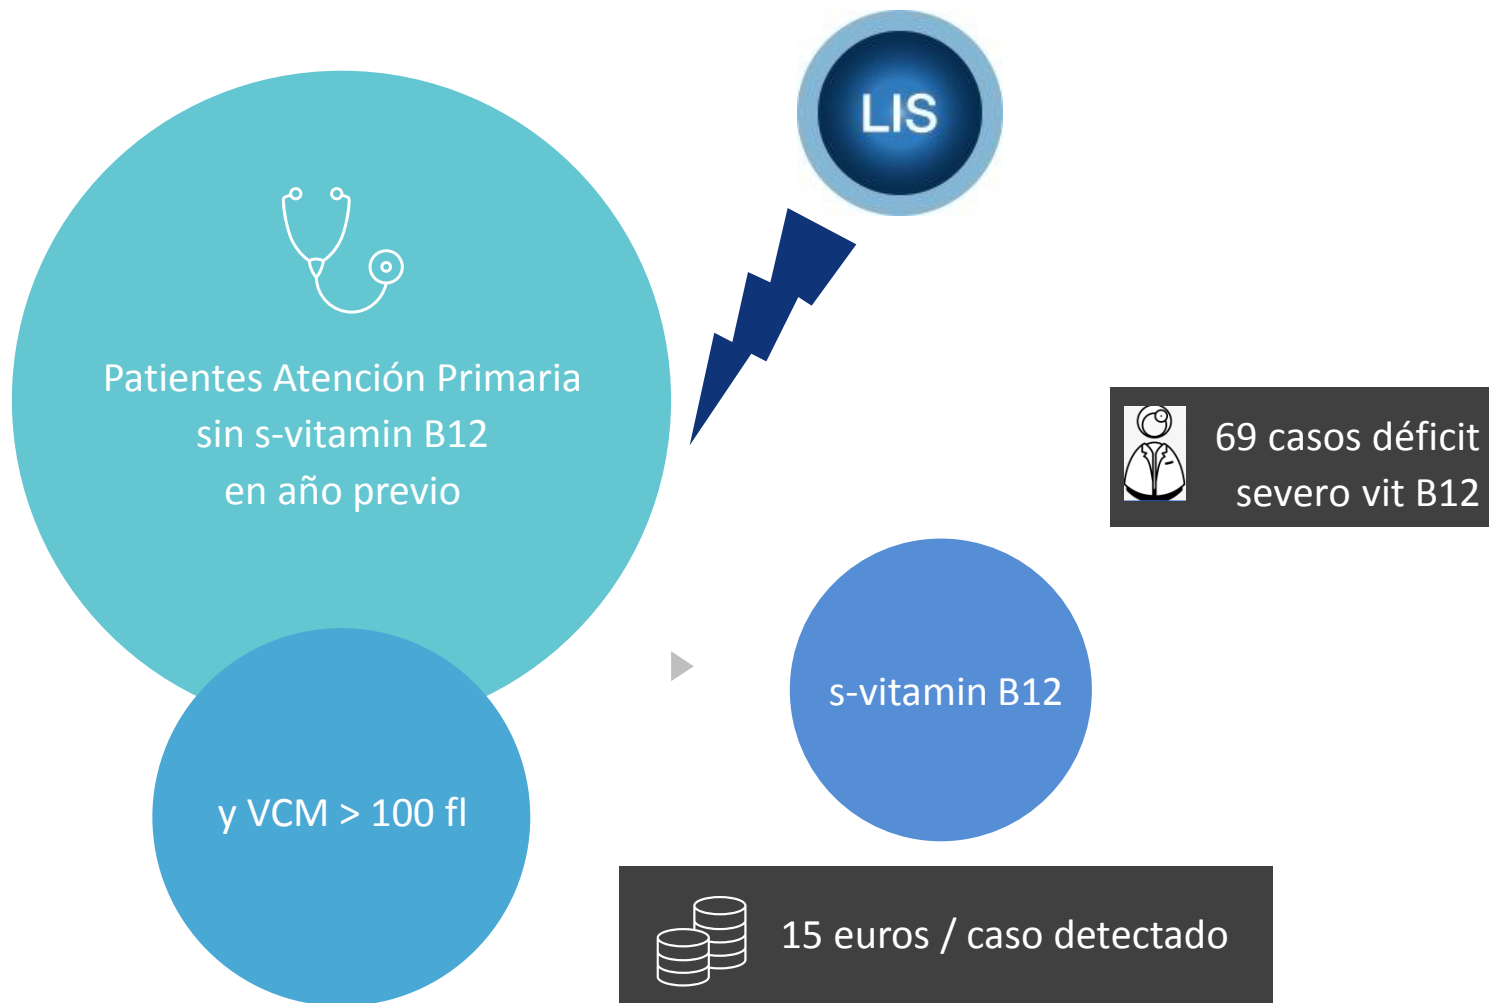 LIS
Patientes Atención Primaria
sin s-vitamin B12
en año previo
69 casos déficit
severo vit B12
s-vitamin B12
y VCM > 100 fl
15 euros / caso detectado